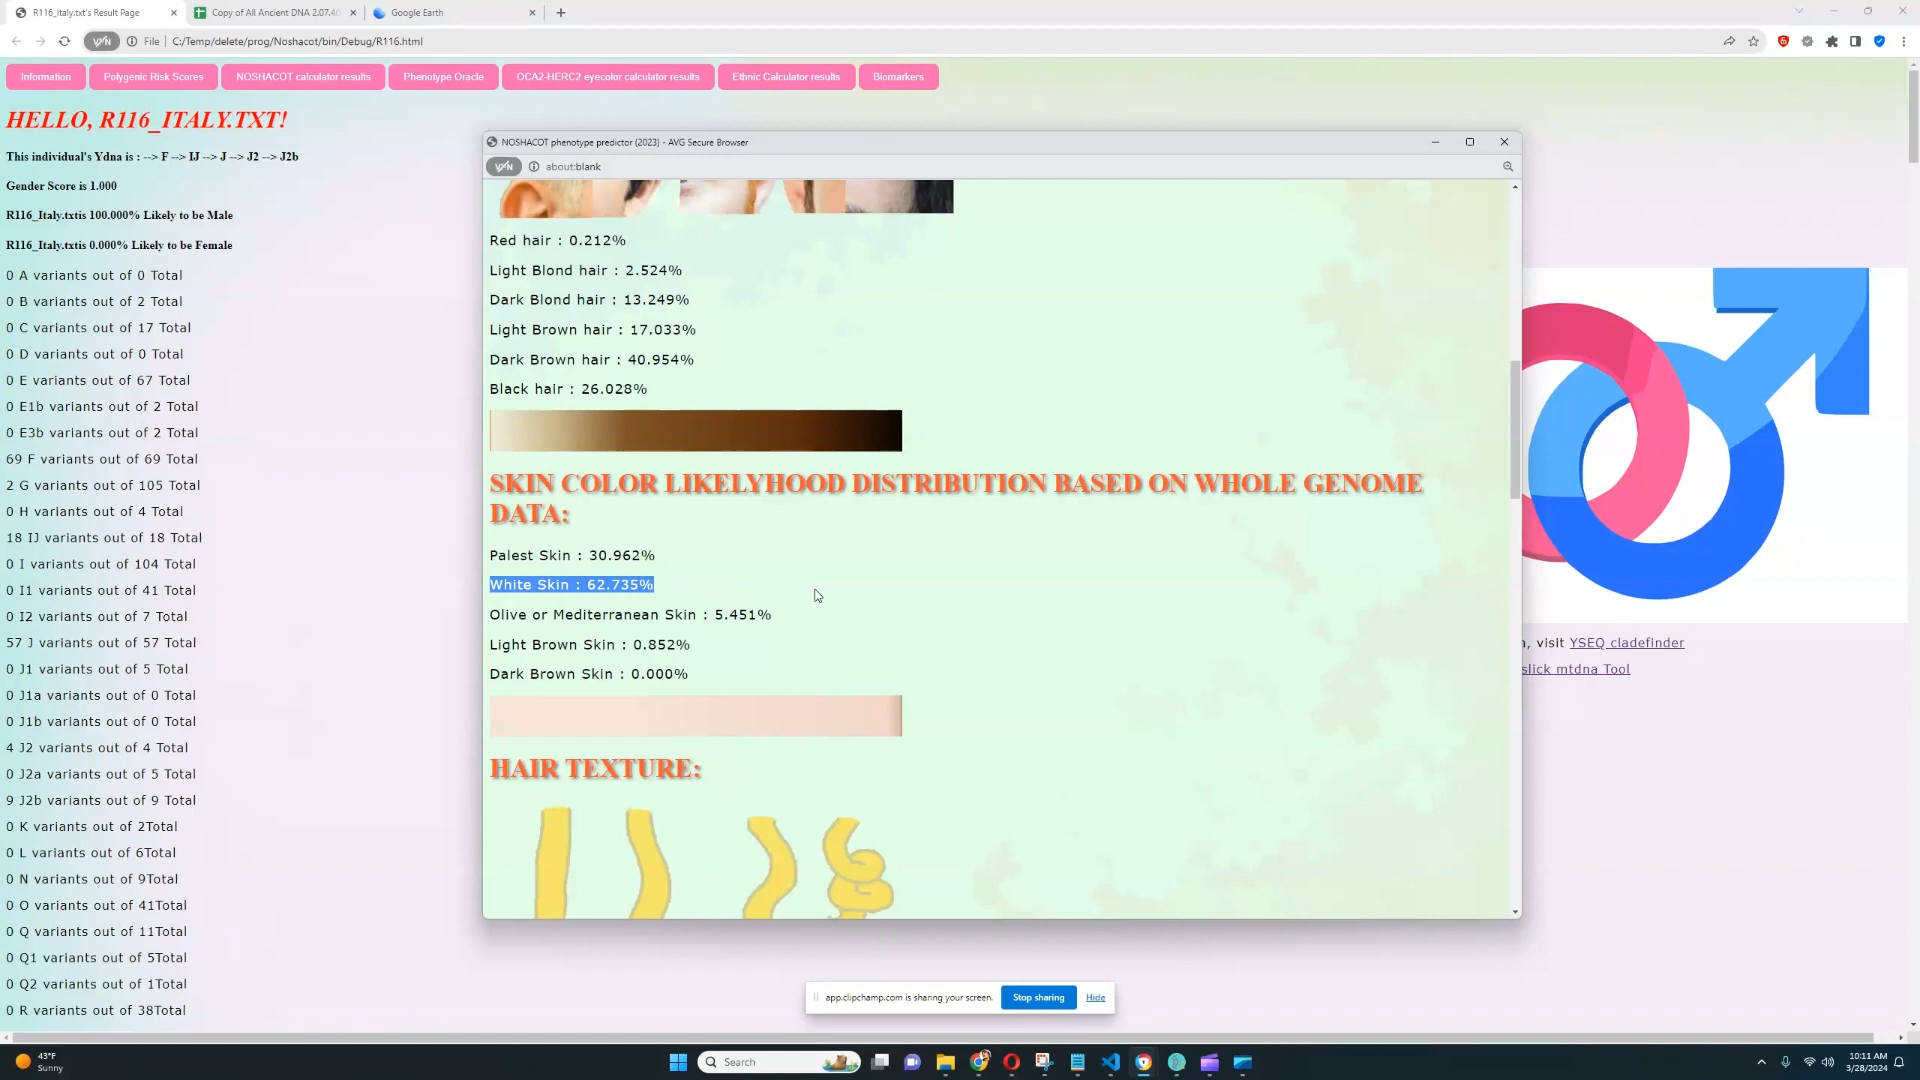 R116_Italy.txt's Result Page
Copy of All Ancient DNA 2.07.40
Google Earth
File
C:/Temp/delete/prog/Noshacot/bin/Debug/R116.html
Information
Polygenic Risk Scores
NOSHACOT calculator results
Phenotype Oracle
OCA2-HERC2 eyecolor calculator results
Ethnic Calculator results
Biomarkers
HELLO, R116_ITALY.TXT!
This individual's Ydna is : --> F --> IJ --> J --> J2 --> J2b
Gender Score is 1.000
R116_Italy.txtis 100.000% Likely to be Male
R116_Italy.txtis 0.000% Likely to be Female
0 A variants out of 0 Total
0 B variants out of 2 Total
0 C variants out of 17 Total
0 D variants out of 0 Total
0 E variants out of 67 Total
0 E1b variants out of 2 Total
0 E3b variants out of 2 Total
69 F variants out of 69 Total
2 G variants out of 105 Total
0 H variants out of 4 Total
18 IJ variants out of 18 Total
0 I variants out of 104 Total
0 I1 variants out of 41 Total
0 I2 variants out of 7 Total
57 J variants out of 57 Total
0 J1 variants out of 5 Total
0 J1a variants out of 0 Total
0 J1b variants out of 0 Total
4 J2 variants out of 4 Total
0 J2a variants out of 5 Total
9 J2b variants out of 9 Total
0 K variants out of 2Total
0 L variants out of 6Total
0 N variants out of 9Total
0 O variants out of 41Total
0 Q variants out of 11Total
0 Q1 variants out of 5Total
0 Q2 variants out of 1Total
0 R variants out of 38Total
NOSHACOT phenotype predictor (2023) - AVG Secure Browser
about:blank
Red hair : 0.212%
Light Blond hair : 2.524%
Dark Blond hair : 13.249%
Light Brown hair : 17.033%
Dark Brown hair : 40.954%
Black hair : 26.028%
SKIN COLOR LIKELYHOOD DISTRIBUTION BASED ON WHOLE GENOME
DATA:
Palest Skin : 30.962%
White Skin : 62.735%
Olive or Mediterranean Skin : 5.451%
Light Brown Skin : 0.852%
Dark Brown Skin : 0.000%
HAIR TEXTURE:
, visit YSEQ cladefinder
slick mtdna Tool
app.clipchamp.com is sharing your screen.
Stop sharing
Hide
43°F
Sunny
Search
10:11 AM
3/28/2024